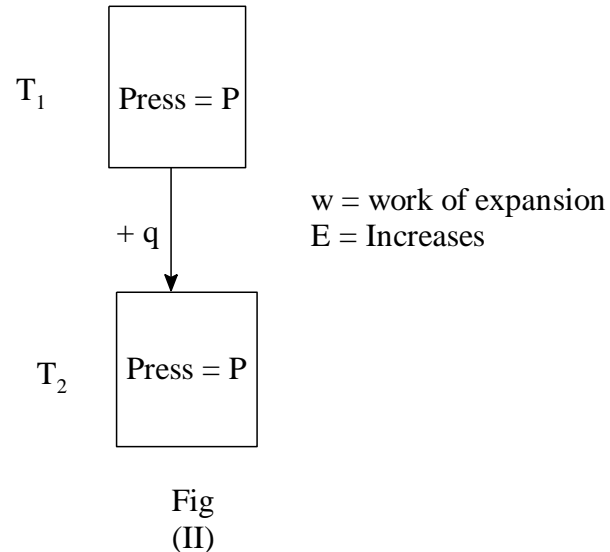 T₁
Press = P
+ q
w = work of expansion
E = Increases
T₂
Press = P
Fig
(II)